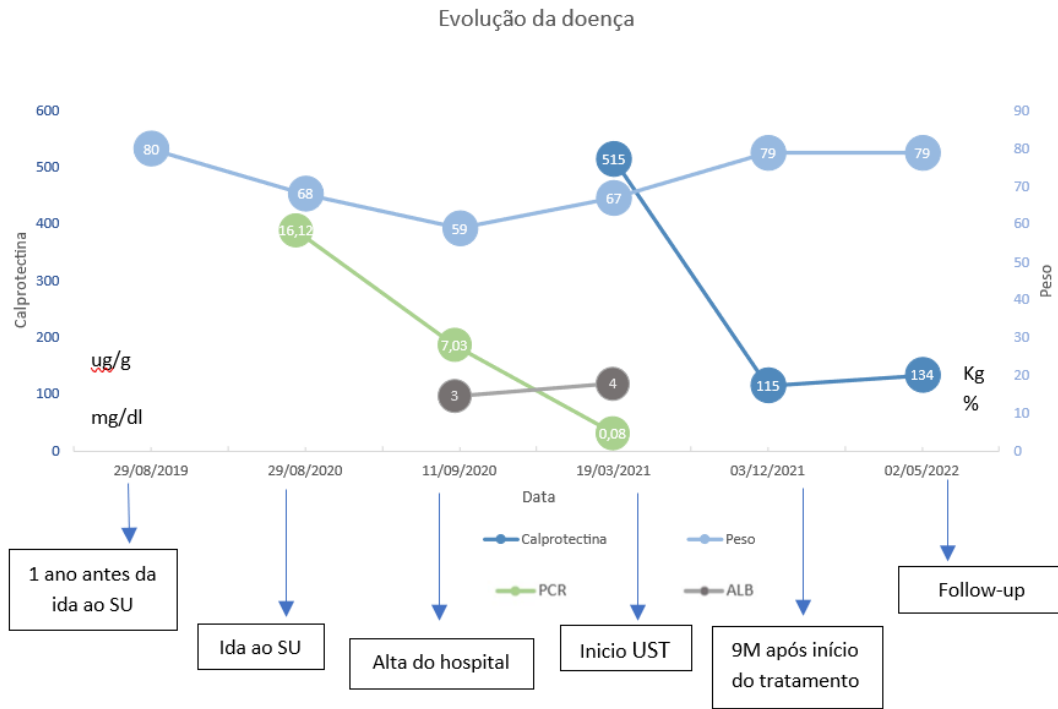 Evolução da doença
600
500
400
300
200
100
0
Calprotectina
90
80
70
60
50
40
30
20
10
0
Peso
80
68
59
67
79
79
515
115
134
16,12
7,03
0,08
3
4
ug/g
mg/dl
Kg
%
29/08/2019
29/08/2020
11/09/2020
19/03/2021
03/12/2021
02/05/2022
Data
Calprotectina
Peso
PCR
ALB
1 ano antes da
ida ao SU
Ida ao SU
Alta do hospital
Inicio UST
9M após início
do tratamento
Follow-up